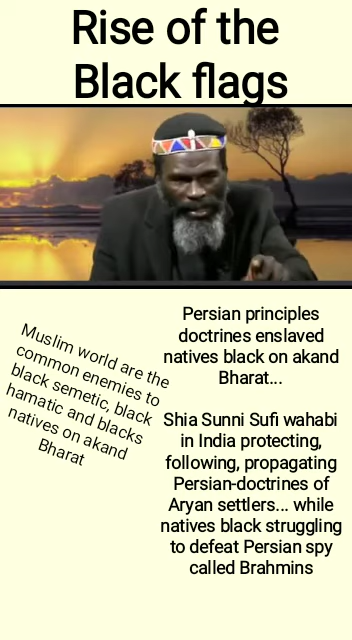 Rise of the
Black flags
Muslim world are the
common enemies to
black semetic, black
hamatic and blacks
natives on akand
Bharat
Persian principles
doctrines enslaved
natives black on akand
Bharat...
Shia Sunni Sufi wahabi
in India protecting,
following, propagating
Persian-doctrines of
Aryan settlers... while
natives black struggling
to defeat Persian spy
called Brahmins